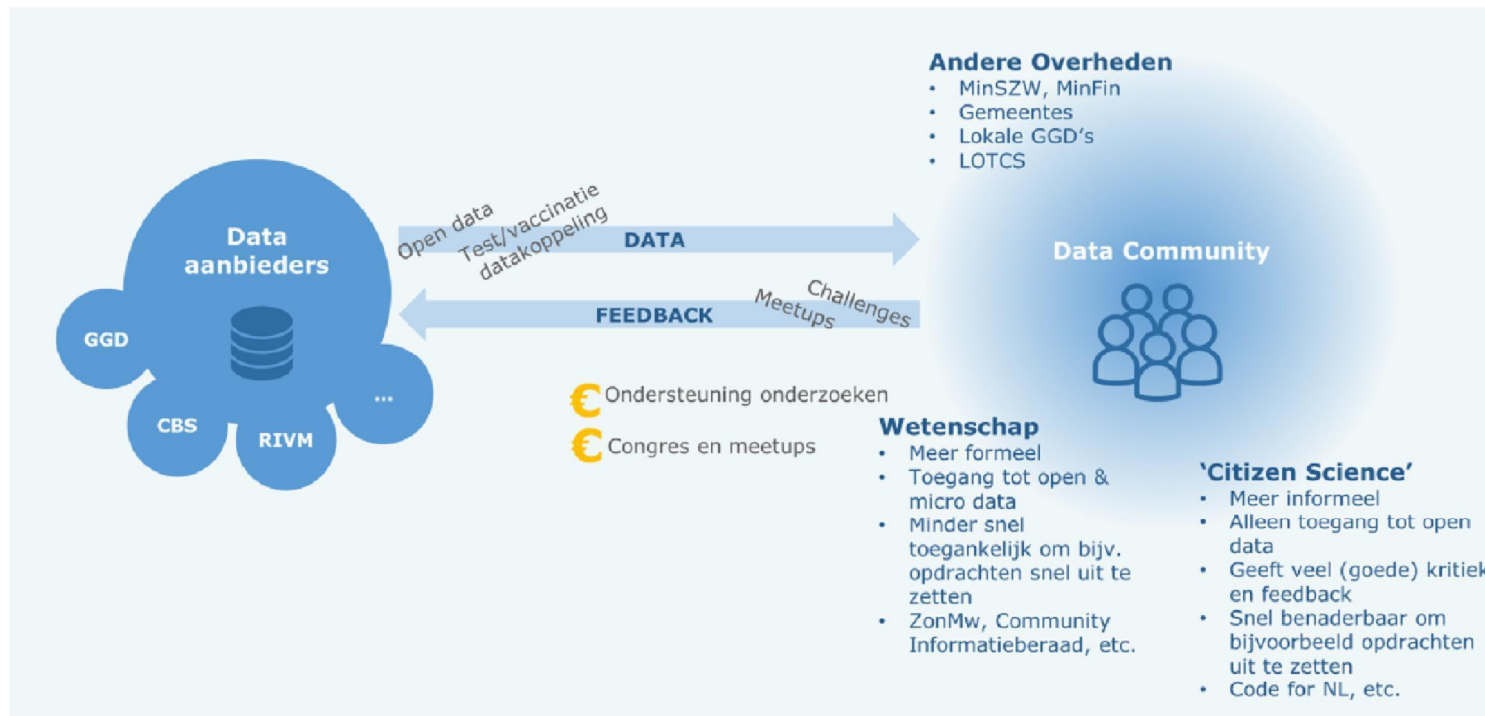 Andere Overheden
• MinSZW, MinFin
• Gemeentes
• Lokale GGD's
• LOTCS
Data
aanbieders
GGD
CBS
RIVM
...
Open data
Test/vaccinatie
datakoppeling
DATA
Challenges
Meetups
FEEDBACK
Data Community
€ Ondersteuning onderzoeken
€ Congres en meetups
Wetenschap
• Meer formeel
• Toegang tot open &
micro data
• Minder snel
toegankelijk om bijv.
opdrachten snel uit te
zetten
• ZonMw, Community
Informatieberaad, etc.
‘Citizen Science’
• Meer informeel
• Alleen toegang tot open
data
• Geeft veel (goede) kritiek
en feedback
• Snel benaderbaar om
bijvoorbeeld opdrachten
uit te zetten
• Code for NL, etc.